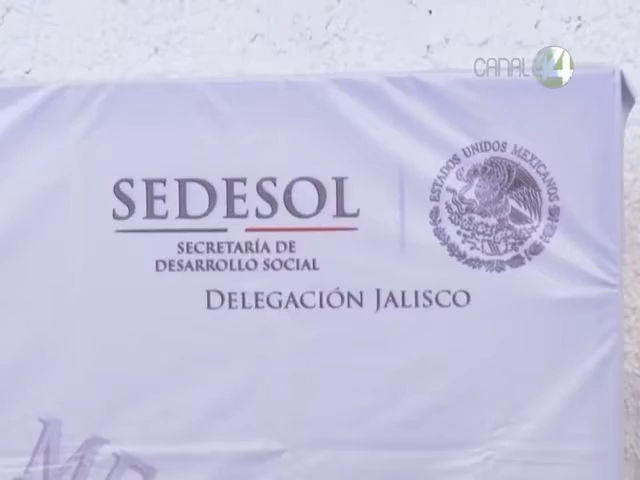 CANAL 44
SEDESOL
SECRETARÍA DE
DESARROLLO SOCIAL
DELEGACIÓN JALISCO
ESTADOS UNIDOS MEXICANOS